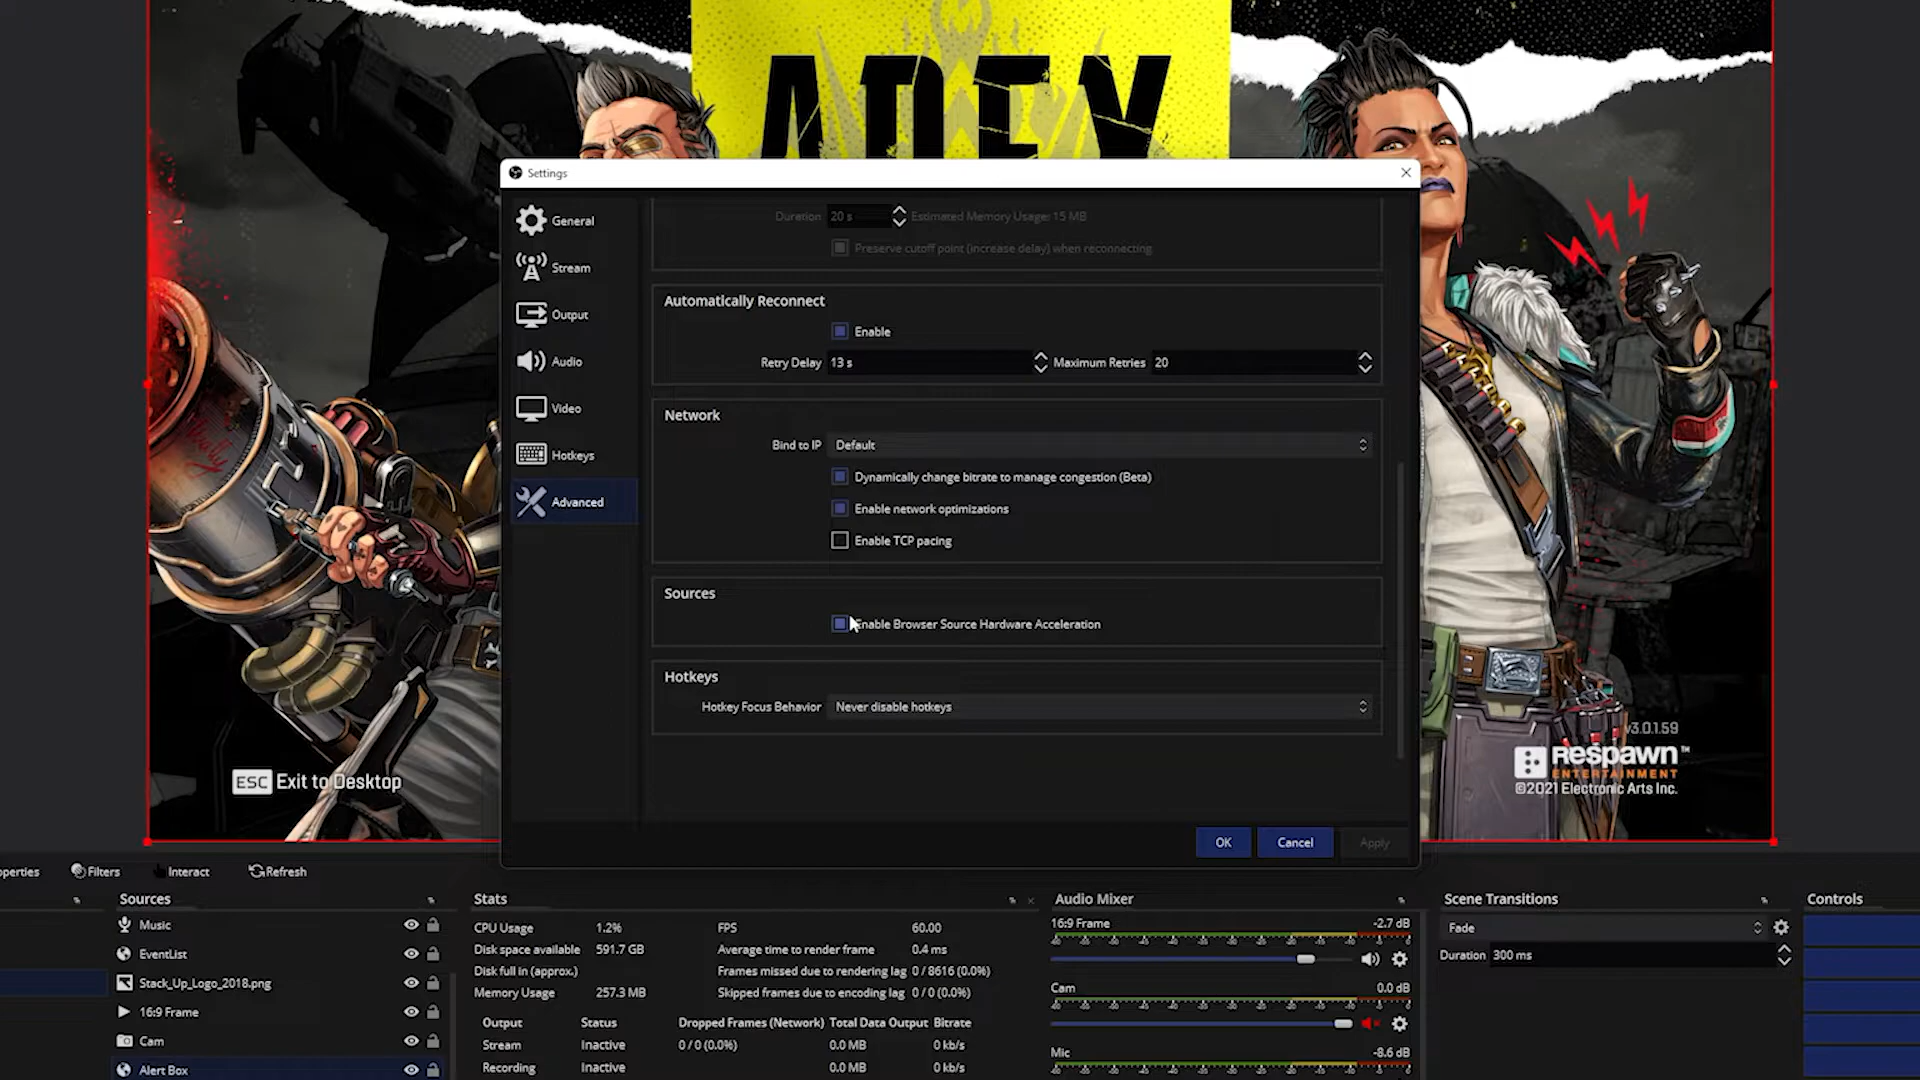 APEX
Settings
General
Stream
Output
Audio
Video
Hotkeys
Advanced
Duration 20 s Estimated Memory Usage: 15 MB
Preserve cutoff point (increase delay) when reconnecting
Automatically Reconnect
Enable
Retry Delay 13 s Maximum Retries 20
Network
Bind to IP Default
Dynamically change bitrate to manage congestion (Beta)
Enable network optimizations
Enable TCP pacing
Sources
Enable Browser Source Hardware Acceleration
Hotkeys
Hotkey Focus Behavior Never disable hotkeys
OK Cancel Apply
ESC Exit to Desktop
v3.0.1.59
Respawn™
ENTERTAINMENT
©2021 Electronic Arts Inc.
operties Filters Interact Refresh
Sources
Music
EventList
Stack_Up_Logo_2018.png
16:9 Frame
Cam
Alert Box
Stats
CPU Usage 1.2% FPS 60.00
Disk space available 591.7 GB Average time to render frame 0.4 ms
Disk full in (approx.) Frames missed due to rendering lag 0 / 8616 (0.0%)
Memory Usage 257.3 MB Skipped frames due to encoding lag 0 / 0 (0.0%)
Output Status Dropped Frames (Network) Total Data Output Bitrate
Stream Inactive 0 / 0 (0.0%) 0.0 MB 0 kb/s
Recording Inactive 0.0 MB 0 kb/s
Audio Mixer
16:9 Frame -2.7 dB
Cam 0.0 dB
Mic -8.6 dB
Scene Transitions
Fade
Duration 300 ms
Controls